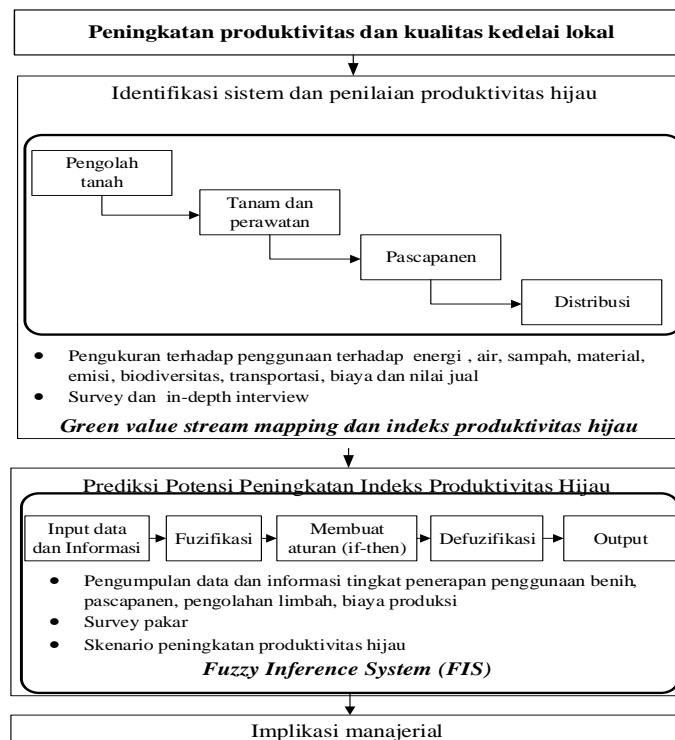 Peningkatan produktivitas dan kualitas kedelai lokal
Identifikasi sistem dan penilaian produktivitas hijau
Pengolah
tanah
Tanam dan
perawatan
Pascapanen
Distribusi
• Pengukuran terhadap penggunaan terhadap energi , air, sampah, material,
emisi, biodiversitas, transportasi, biaya dan nilai jual
• Survey dan in-depth interview
Green value stream mapping dan indeks produktivitas hijau
Prediksi Potensi Peningkatan Indeks Produktivitas Hijau
Input data
dan Informasi
Fuzifikasi
Membuat
aturan (if-then)
Defuzifikasi
Output
• Pengumpulan data dan informasi tingkat penerapan penggunaan benih,
pascapanen, pengolahan limbah, biaya produksi
• Survey pakar
• Skenario peningkatan produktivitas hijau
Fuzzy Inference System (FIS)
Implikasi manajerial